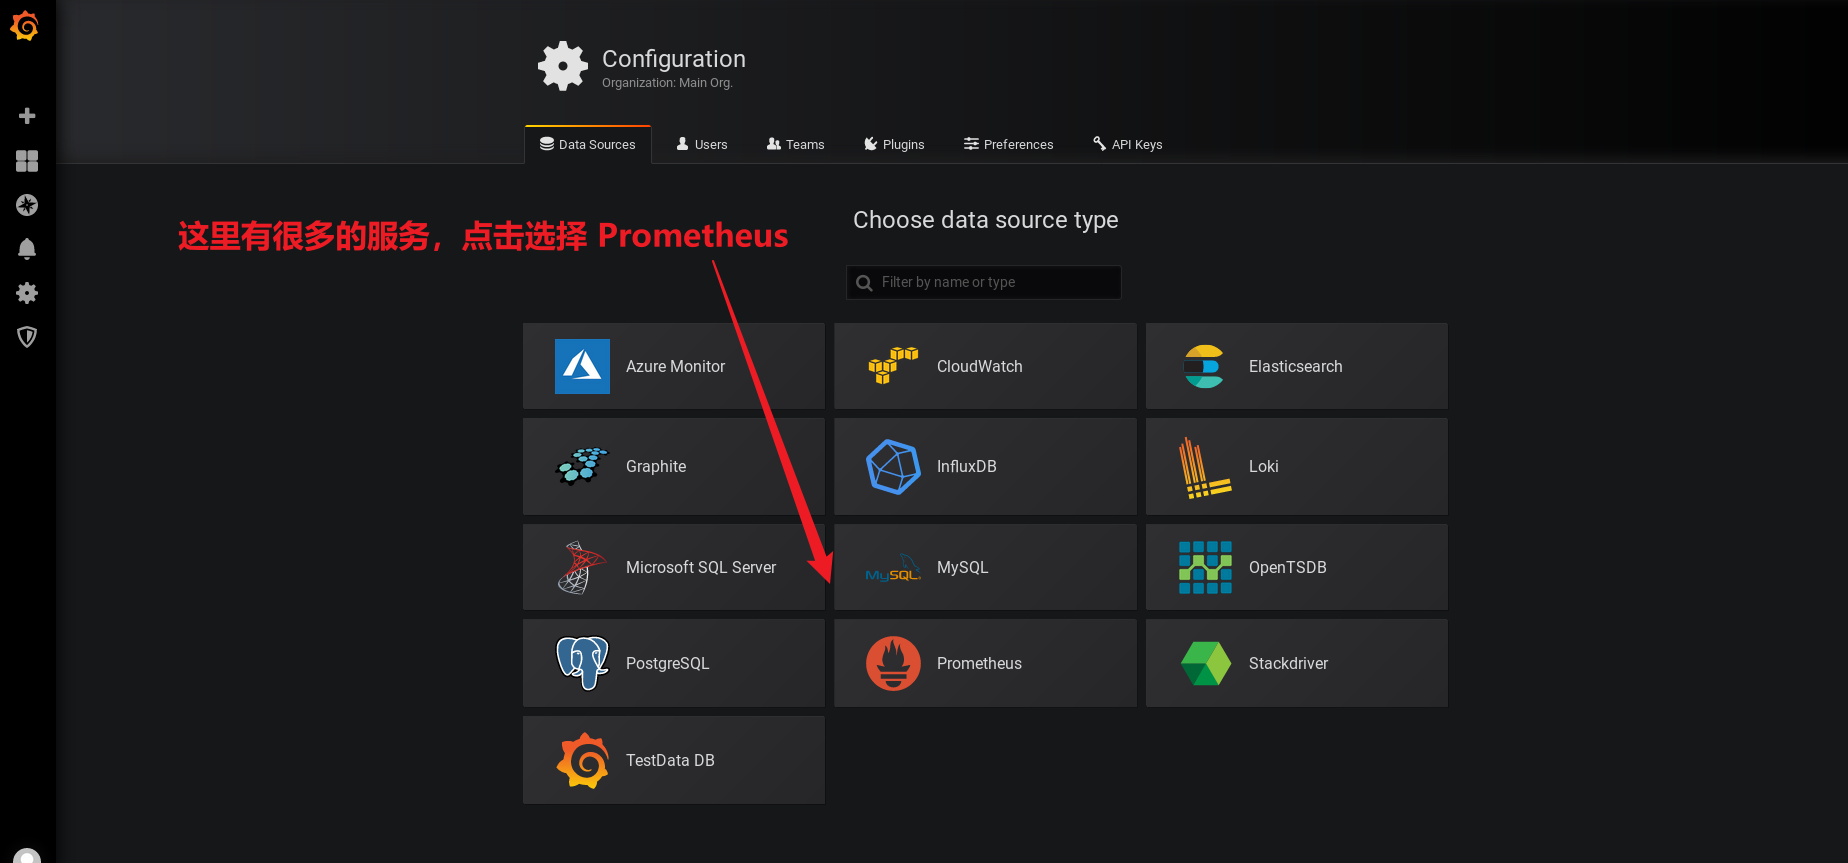 Configuration
Organization: Main Org.
Data Sources
Users
Teams
Plugins
Preferences
API Keys
Choose data source type
这里有很多的服务，点击选择 Prometheus
Filter by name or type
Azure Monitor
CloudWatch
Elasticsearch
Graphite
InfluxDB
Loki
Microsoft SQL Server
MySQL
MySQL
OpenTSDB
PostgreSQL
Prometheus
Stackdriver
TestData DB